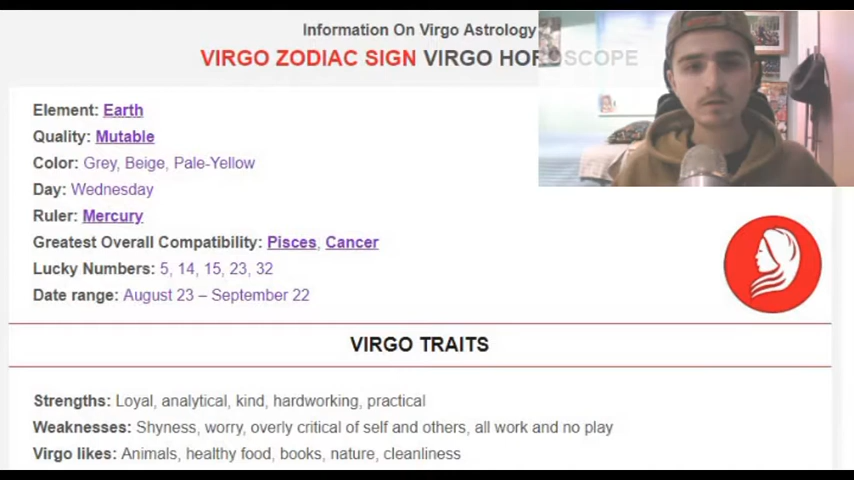 Information On Virgo Astrology
VIRGO ZODIAC SIGN VIRGO HOROSCOPE
Element: Earth
Quality: Mutable
Color: Grey, Beige, Pale-Yellow
Day: Wednesday
Ruler: Mercury
Greatest Overall Compatibility: Pisces, Cancer
Lucky Numbers: 5, 14, 15, 23, 32
Date range: August 23 – September 22
VIRGO TRAITS
Strengths: Loyal, analytical, kind, hardworking, practical
Weaknesses: Shyness, worry, overly critical of self and others, all work and no play
Virgo likes: Animals, healthy food, books, nature, cleanliness